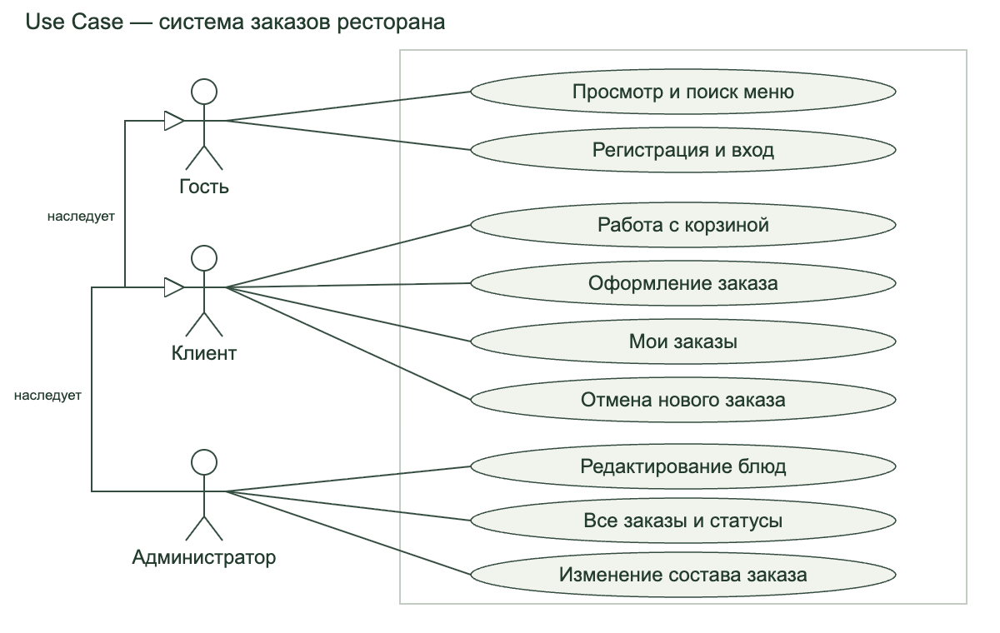 Use Case — система заказов ресторана
Просмотр и поиск меню
Регистрация и вход
Гость
наследует
Работа с корзиной
Оформление заказа
Мои заказы
Клиент
наследует
Отмена нового заказа
Редактирование блюд
Все заказы и статусы
Администратор
Изменение состава заказа